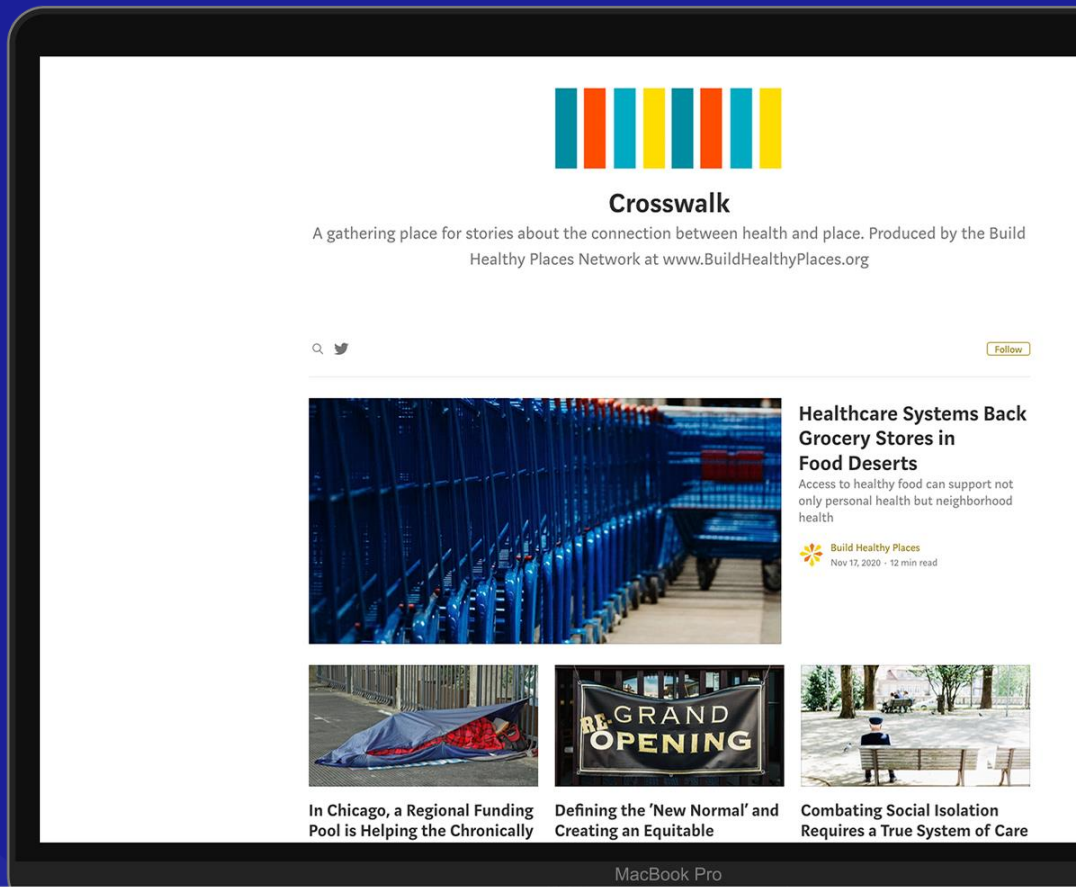 Crosswalk
A gathering place for stories about the connection between health and place. Produced by the Build
Healthy Places Network at www.BuildHealthyPlaces.org
Follow
Healthcare Systems Back
Grocery Stores in
Food Deserts
Access to healthy food can support not
only personal health but neighborhood
health
Build Healthy Places
Nov 17, 2020 · 12 min read
RE-GRAND
OPENING
In Chicago, a Regional Funding
Pool is Helping the Chronically
Defining the ‘New Normal’ and
Creating an Equitable
Combating Social Isolation
Requires a True System of Care
MacBook Pro